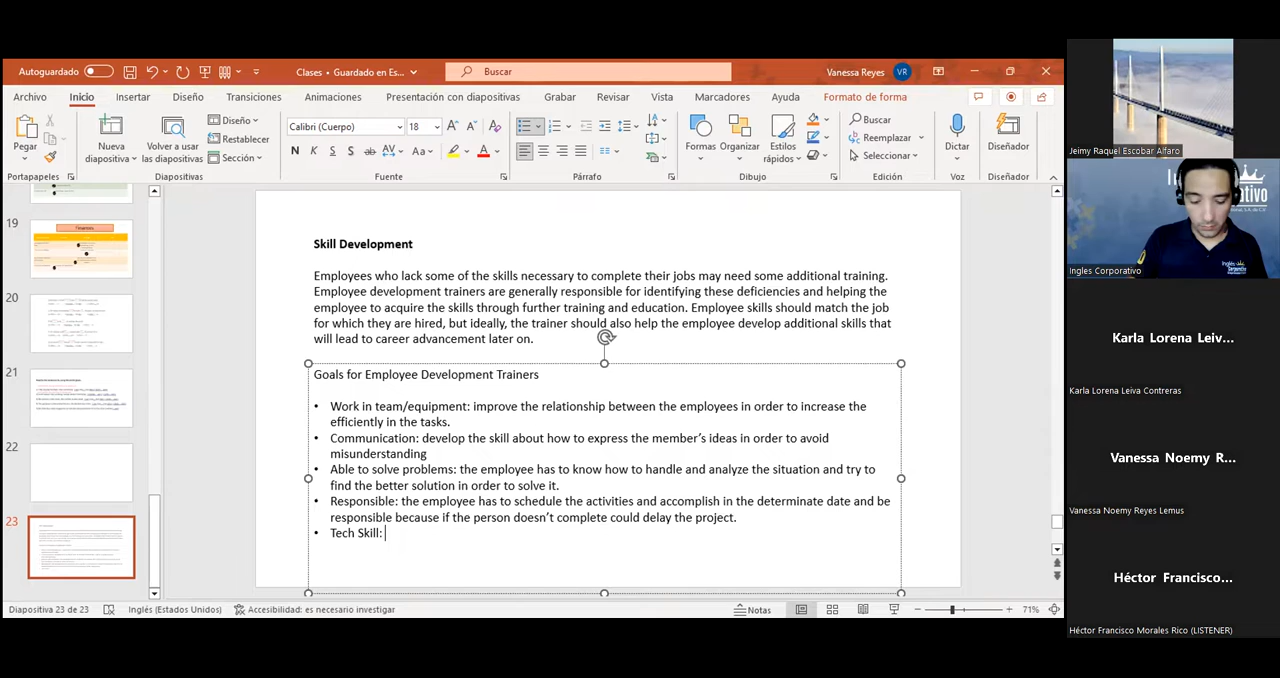 Autoguardado
Clases • Guardado en Es...
Buscar
Vanessa Reyes
VR
Archivo
Inicio
Insertar
Diseño
Transiciones
Animaciones
Presentación con diapositivas
Grabar
Revisar
Vista
Marcadores
Ayuda
Formato de forma
Pegar
Nueva diapositiva
Volver a usar las diapositivas
Diseño
Restablecer
Sección
Calibri (Cuerpo)
18
N K S S ab AV Aa A
Formas
Organizar
Estilos rápidos
Buscar
Reemplazar
Seleccionar
Dictar
Diseñador
Portapapeles
Diapositivas
Fuente
Párrafo
Dibujo
Edición
Voz
Diseñador
19
20
21
22
23
Skill Development
Employees who lack some of the skills necessary to complete their jobs may need some additional training.
Employee development trainers are generally responsible for identifying these deficiencies and helping the
employee to acquire the skills through further training and education. Employee skills should match the job
for which they are hired, but ideally, the trainer should also help the employee develop additional skills that
will lead to career advancement later on.
Goals for Employee Development Trainers
• Work in team/equipment: improve the relationship between the employees in order to increase the
efficiently in the tasks.
• Communication: develop the skill about how to express the member's ideas in order to avoid
misunderstanding
• Able to solve problems: the employee has to know how to handle and analyze the situation and try to
find the better solution in order to solve it.
• Responsible: the employee has to schedule the activities and accomplish in the determinate date and be
responsible because if the person doesn't complete could delay the project.
• Tech Skill:
Diapositiva 23 de 23
Inglés (Estados Unidos)
Accesibilidad: es necesario investigar
Notas
71%
Jeimy Raquel Escobar Alfaro
Ingles Corporativo
Karla Lorena Leiv...
Karla Lorena Leiva Contreras
Vanessa Noemy R...
Vanessa Noemy Reyes Lemus
Héctor Francisco...
Héctor Francisco Morales Rico (LISTENER)